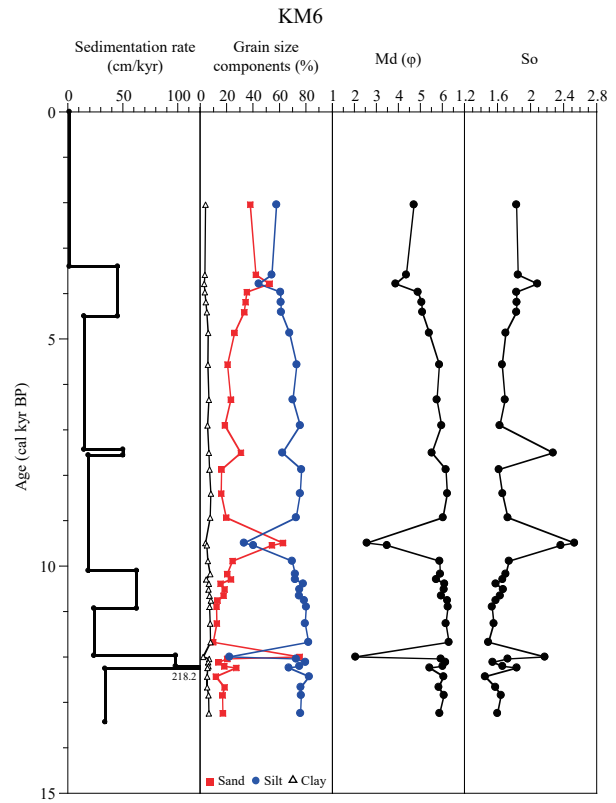 KM6
Sedimentation rate
(cm/kyr)
Grain size
components (%)
Md (φ)
So
0 50 100
0 20 40 60 80
1 2 3 4 5 6
1.2 1.6 2 2.4 2.8
0
5
10
15
Age (cal kyr BP)
218.2
Sand Silt Clay